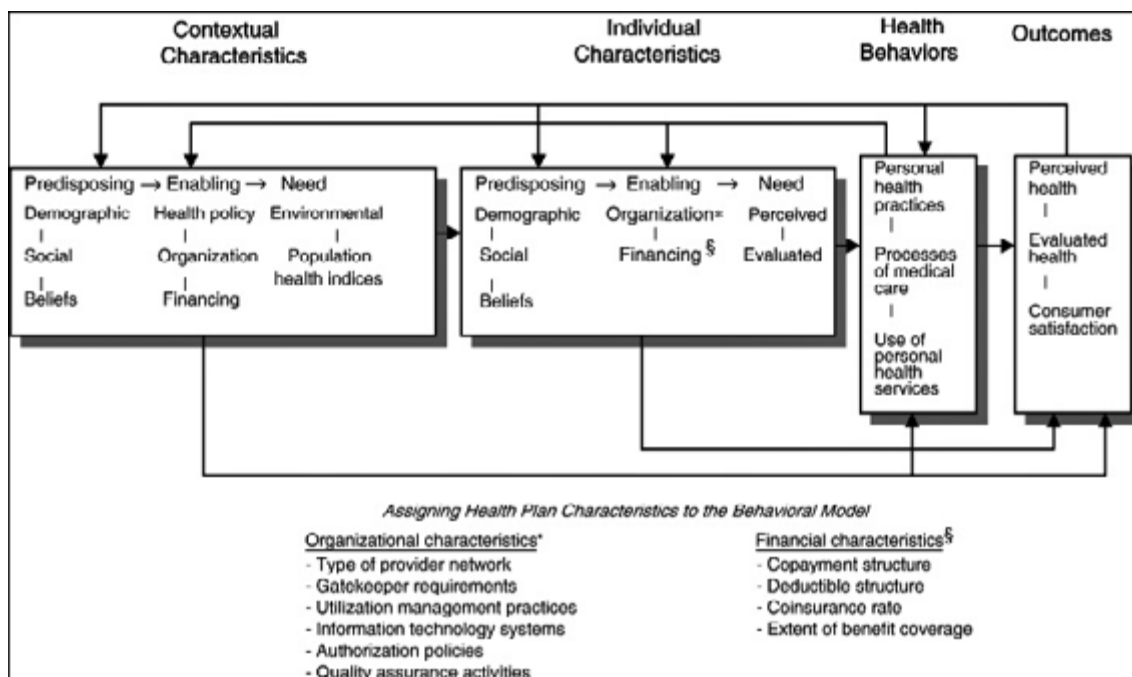 Contextual
Characteristics
Individual
Characteristics
Health
Behaviors
Outcomes
Predisposing → Enabling → Need
Demographic
Social
Beliefs
Health policy
Organization
Financing
Environmental
Population
health indices
Predisposing → Enabling → Need
Demographic
Social
Beliefs
Organization*
Financing §
Perceived
Evaluated
Personal
health
practices
Processes
of medical
care
Use of
personal
health
services
Perceived
health
Evaluated
health
Consumer
satisfaction
Assigning Health Plan Characteristics to the Behavioral Model
Organizational characteristics*
- Type of provider network
- Gatekeeper requirements
- Utilization management practices
- Information technology systems
- Authorization policies
- Quality assurance activities
Financial characteristics§
- Copayment structure
- Deductible structure
- Coinsurance rate
- Extent of benefit coverage